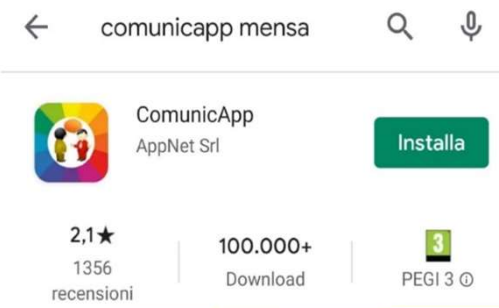 comunicapp mensa
ComunicApp
AppNet Srl
Installa
2,1★
1356
recensioni
100.000+
Download
3
PEGI 3